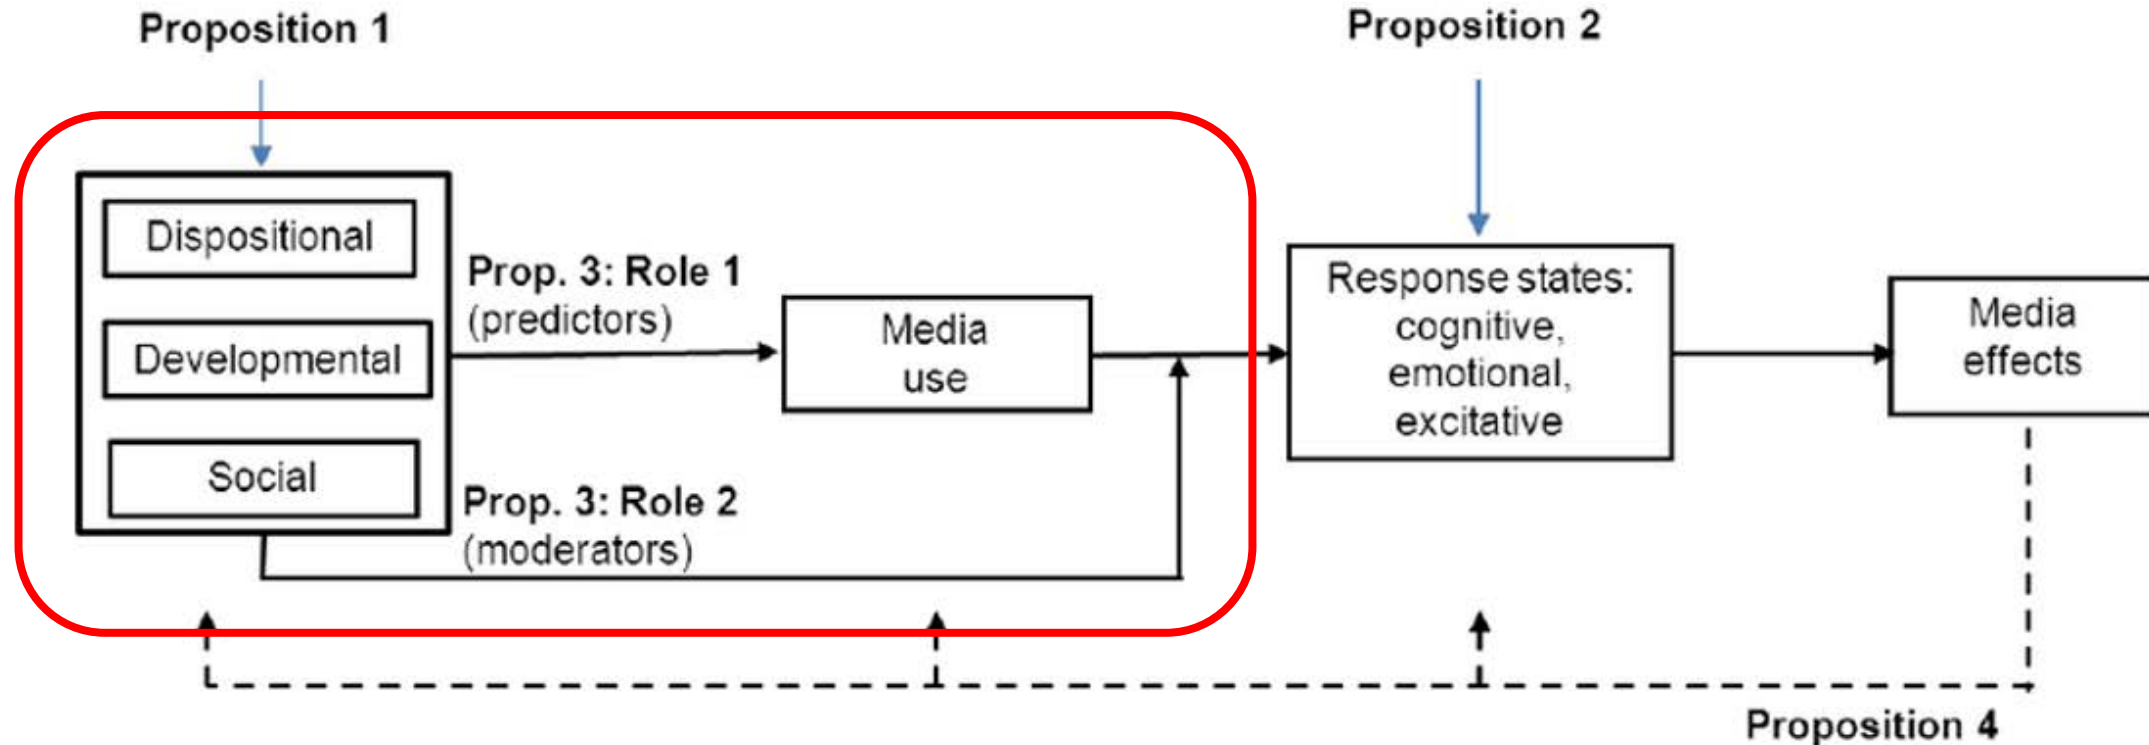 Proposition 1
Proposition 2
Dispositional
Developmental
Social
Prop. 3: Role 1
(predictors)
Prop. 3: Role 2
(moderators)
Media
use
Response states:
cognitive,
emotional,
excitative
Media
effects
Proposition 4